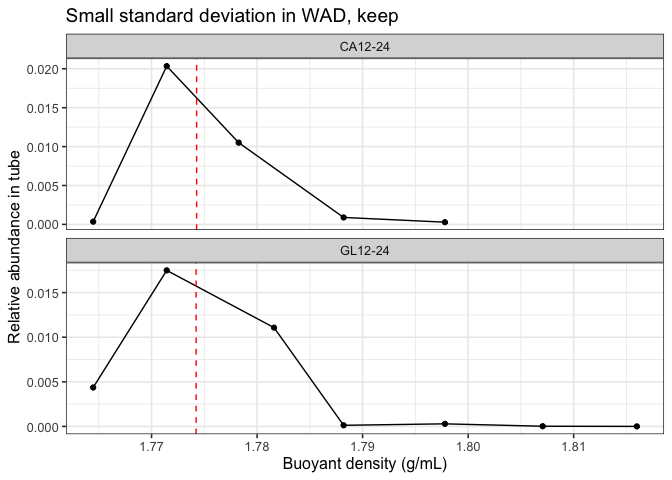 Small standard deviation in WAD, keep
CA12-24
0.020
0.015
0.010
0.005
0.000
GL12-24
0.015
0.010
0.005
0.000
Relative abundance in tube
1.77 1.78 1.79 1.80 1.81
Buoyant density (g/mL)